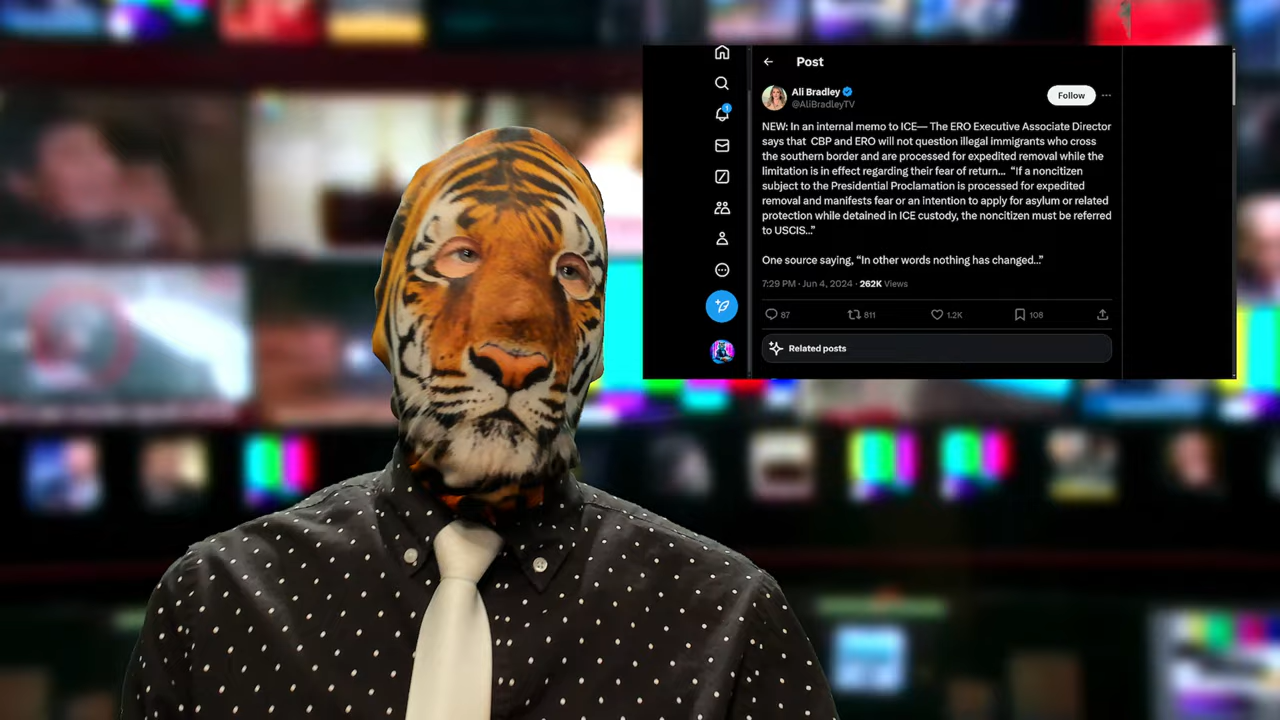 Post
Ali Bradley
@AliBradleyTV
Follow
NEW: In an internal memo to ICE— The ERO Executive Associate Director
says that CBP and ERO will not question illegal immigrants who cross
the southern border and are processed for expedited removal while the
limitation is in effect regarding their fear of return... “If a noncitizen
subject to the Presidential Proclamation is processed for expedited
removal and manifests fear or an intention to apply for asylum or related
protection while detained in ICE custody, the noncitizen must be referred
to USCIS..”
One source saying, “In other words nothing has changed...”
7:29 PM · Jun 4, 2024 · 262K Views
87 811 1.2K 108
Related posts
1